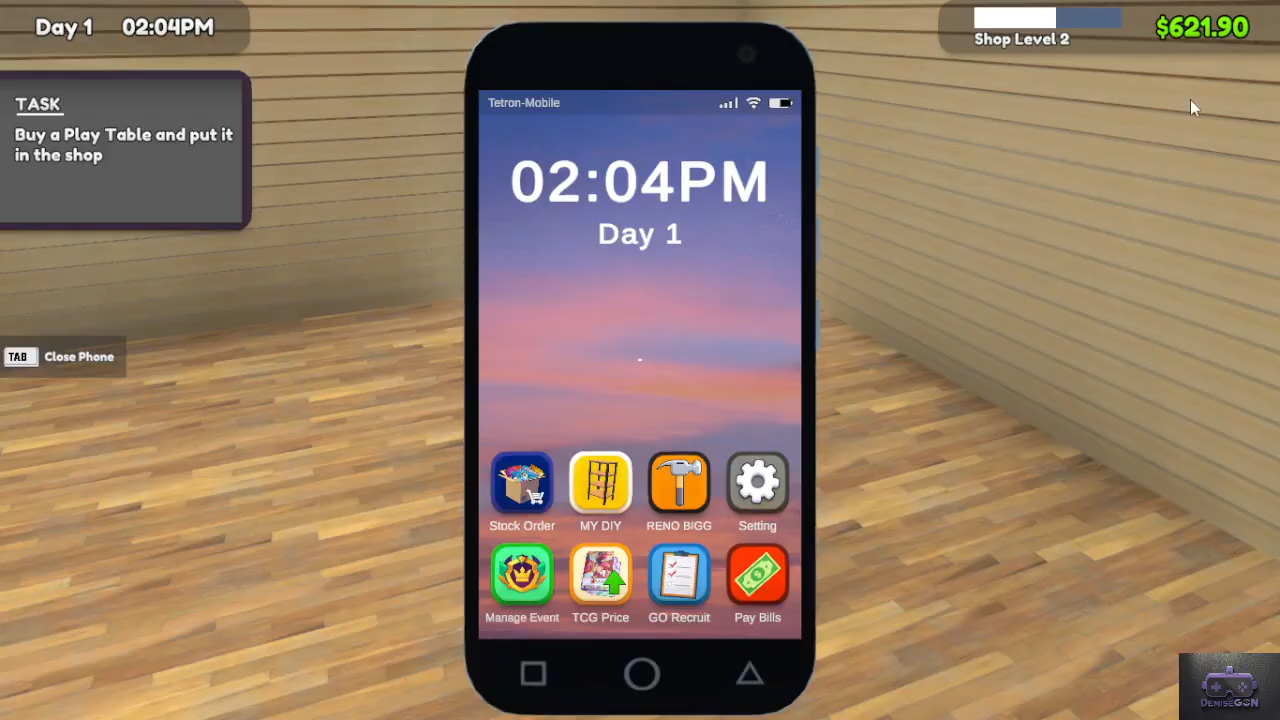 Day 1 02:04PM
Shop Level 2
$621.90
TASK
Buy a Play Table and put it
in the shop
TAB Close Phone
Tetron-Mobile
02:04PM
Day 1
Stock Order MY DIY RENO BIGG Setting
Manage Event TCG Price GO Recruit Pay Bills
DEMISEGON